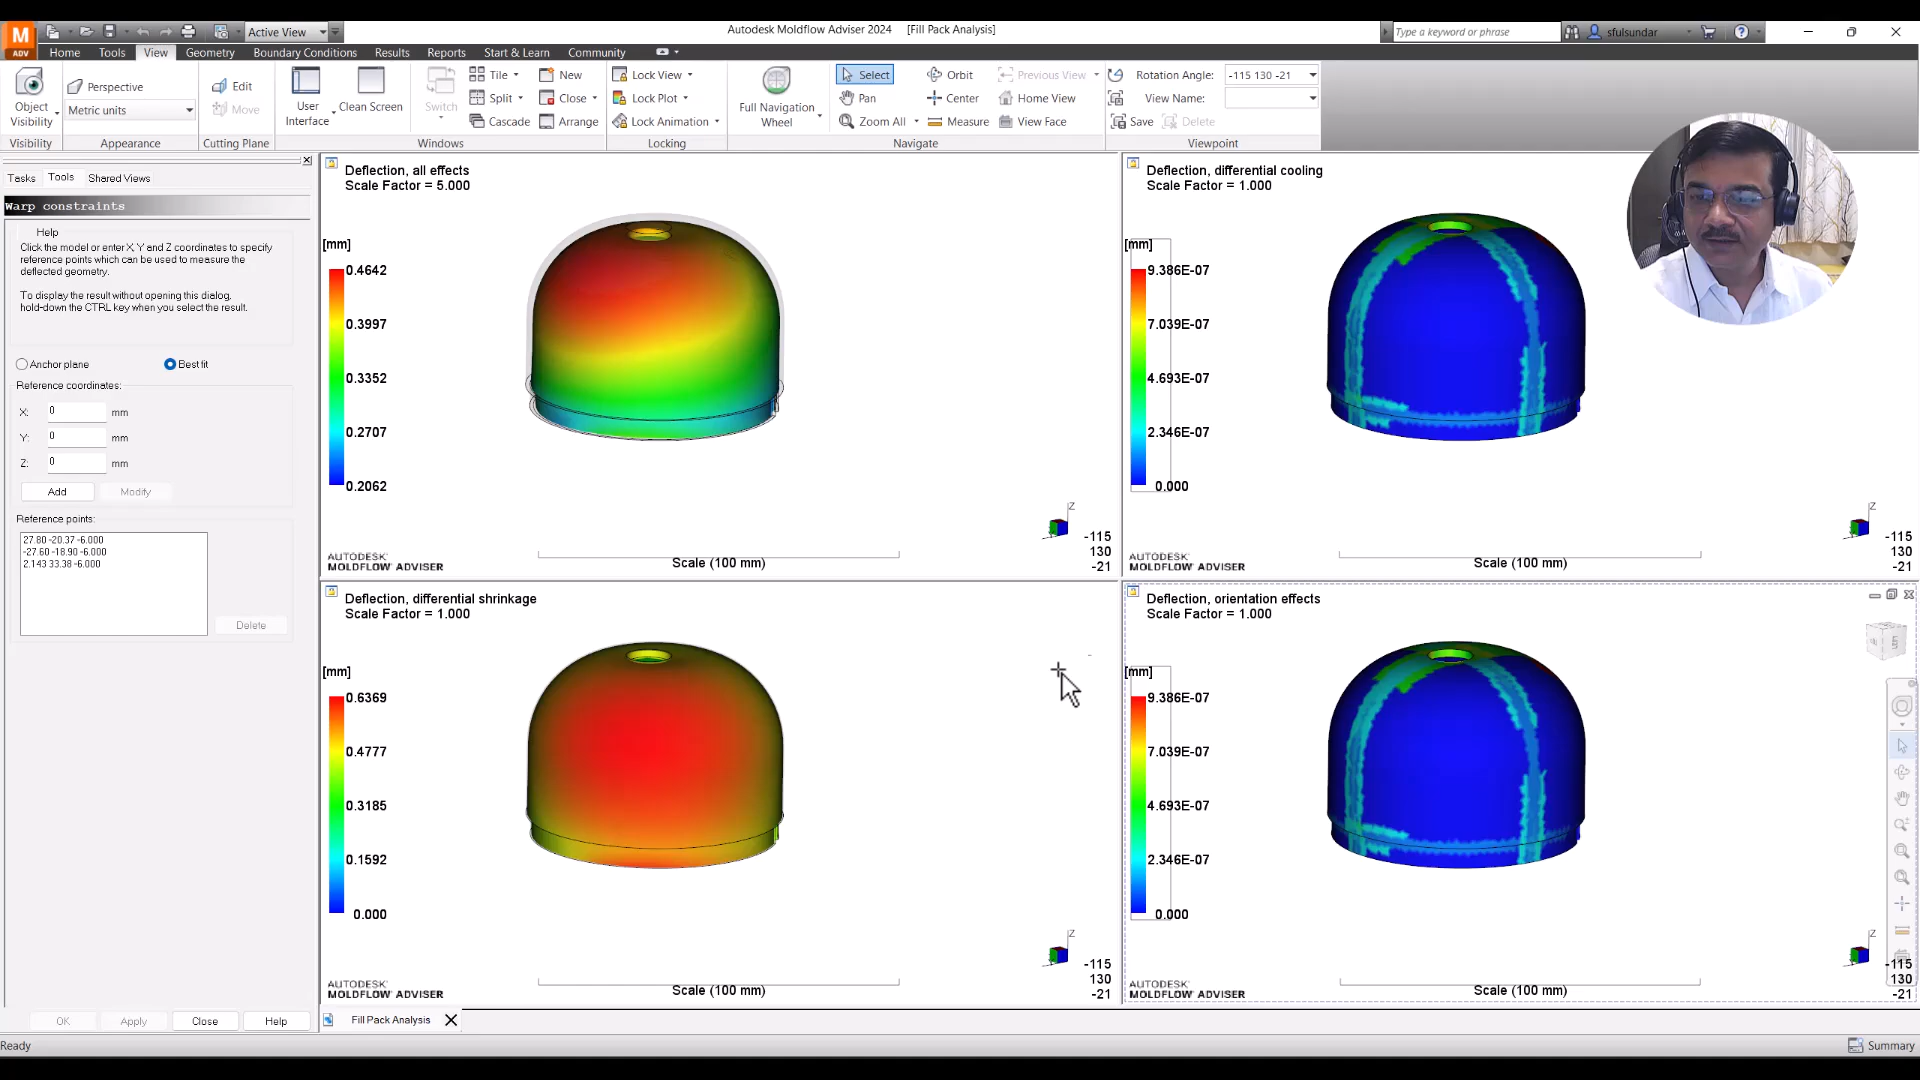 Active View
Autodesk Moldflow Adviser 2024 [Fill Pack Analysis]
Type a keyword or phrase
sfulsundar
M
ADV
Home Tools View Geometry Boundary Conditions Results Reports Start & Learn Community
Object
Visibility
Perspective
Metric units
Edit
Move
User
Interface
Clean Screen
Switch
Tile
Split
Cascade
New
Close
Arrange
Lock View
Lock Plot
Lock Animation
Full Navigation
Wheel
Select
Pan
Zoom All
Orbit
Center
Measure
Previous View
Home View
View Face
Rotation Angle: -115 130 -21
View Name:
Save Delete
Visibility Appearance Cutting Plane Windows Locking Navigate Viewpoint
Tasks Tools Shared Views
Warp constraints
Help
Click the model or enter X, Y and Z coordinates to specify
reference points which can be used to measure the
deflected geometry.
To display the result without opening this dialog,
hold-down the CTRL key when you select the result.
Anchor plane Best fit
Reference coordinates:
X: 0 mm
Y: 0 mm
Z: 0 mm
Add Modify
Reference points:
27.80 -20.37 -6.000
-27.60 -18.90 -6.000
2.143 33.38 -6.000
Delete
OK Apply Close Help
Deflection, all effects
Scale Factor = 5.000
[mm]
0.4642
0.3997
0.3352
0.2707
0.2062
Z
-115
130
-21
AUTODESK
MOLDFLOW ADVISER
Scale (100 mm)
Deflection, differential cooling
Scale Factor = 1.000
[mm]
9.386E-07
7.039E-07
4.693E-07
2.346E-07
0.000
Z
-115
130
-21
AUTODESK
MOLDFLOW ADVISER
Scale (100 mm)
Deflection, differential shrinkage
Scale Factor = 1.000
[mm]
0.6369
0.4777
0.3185
0.1592
0.000
Z
-115
130
-21
AUTODESK
MOLDFLOW ADVISER
Scale (100 mm)
Deflection, orientation effects
Scale Factor = 1.000
[mm]
9.386E-07
7.039E-07
4.693E-07
2.346E-07
0.000
Z
-115
130
-21
AUTODESK
MOLDFLOW ADVISER
Scale (100 mm)
Fill Pack Analysis
Ready
Summary